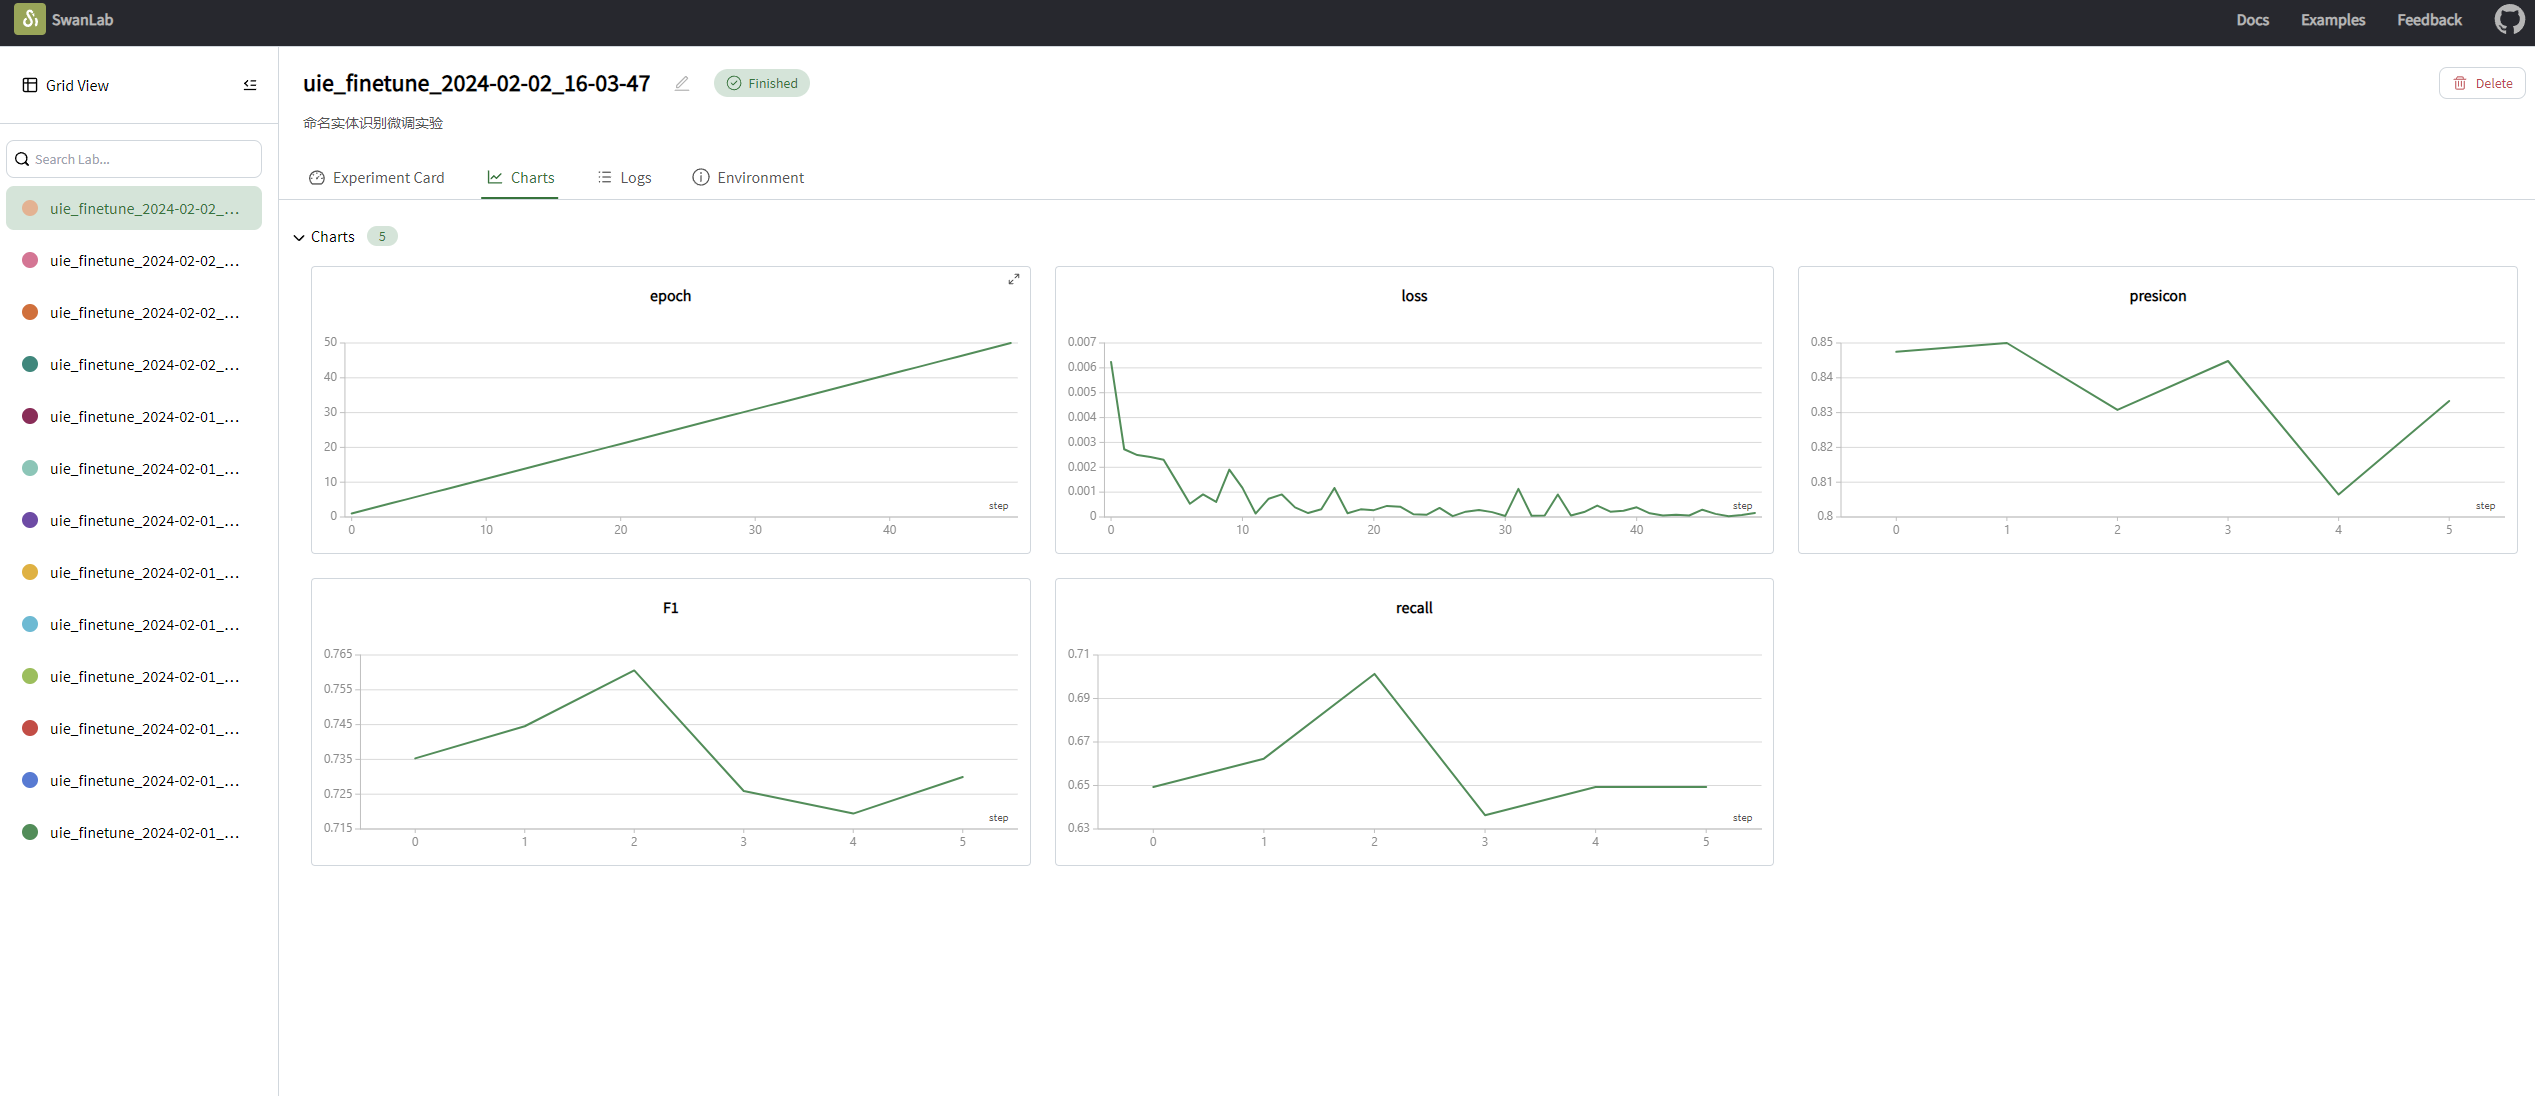 SwanLab
Docs
Examples
Feedback
Grid View
Search Lab...
uie_finetune_2024-02-02_...
uie_finetune_2024-02-02_...
uie_finetune_2024-02-02_...
uie_finetune_2024-02-02_...
uie_finetune_2024-02-01_...
uie_finetune_2024-02-01_...
uie_finetune_2024-02-01_...
uie_finetune_2024-02-01_...
uie_finetune_2024-02-01_...
uie_finetune_2024-02-01_...
uie_finetune_2024-02-01_...
uie_finetune_2024-02-01_...
uie_finetune_2024-02-01_...
uie_finetune_2024-02-02_16-03-47
Finished
Delete
命名实体识别微调实验
Experiment Card
Charts
Logs
Environment
Charts 5
epoch
50
40
30
20
10
0
step
0 10 20 30 40
loss
0.007
0.006
0.005
0.004
0.003
0.002
0.001
0
step
0 10 20 30 40
presicon
0.85
0.84
0.83
0.82
0.81
0.8
step
0 1 2 3 4 5
F1
0.765
0.755
0.745
0.735
0.725
0.715
step
0 1 2 3 4 5
recall
0.71
0.69
0.67
0.65
0.63
step
0 1 2 3 4 5